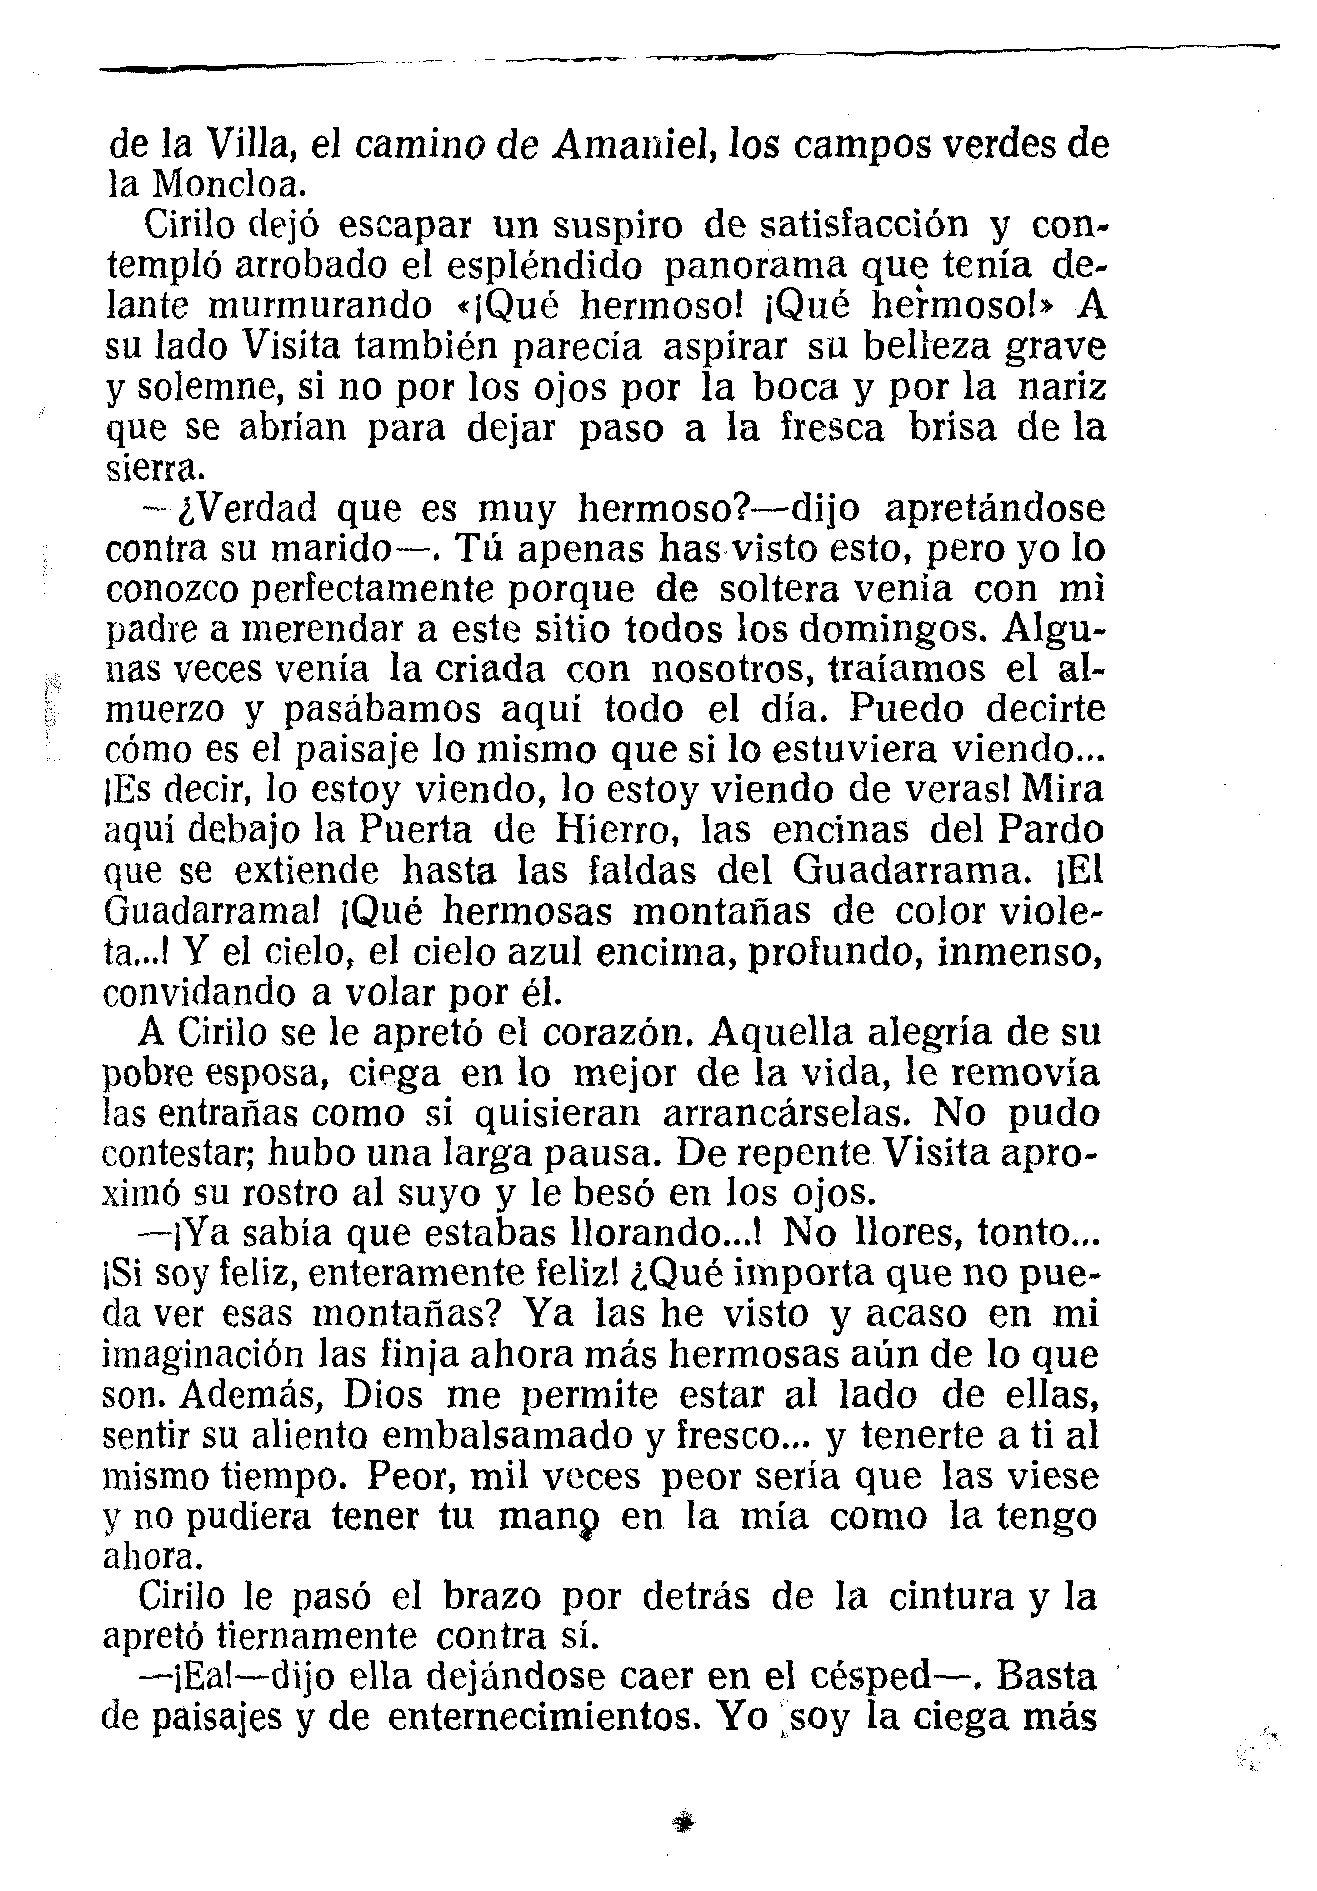 de la Villa, el camino de Amaniel, los campos verdes de
la Moncloa.
Cirilo dejó escapar un suspiro de satisfacción y con-
templó arrobado el espléndido panorama que tenía de-
lante murmurando «¡Qué hermoso! ¡Qué hermoso!» A
su lado Visita también parecía aspirar su belleza grave
y solemne, si no por los ojos por la boca y por la nariz
que se abrían para dejar paso a la fresca brisa de la
sierra.
—¿Verdad que es muy hermoso?—dijo apretándose
contra su marido—. Tú apenas has visto esto, pero yo lo
conozco perfectamente porque de soltera venía con mi
padre a merendar a este sitio todos los domingos. Algu-
nas veces venía la criada con nosotros, traíamos el al-
muerzo y pasábamos aquí todo el día. Puedo decirte
cómo es el paisaje lo mismo que si lo estuviera viendo...
¡Es decir, lo estoy viendo, lo estoy viendo de veras! Mira
aquí debajo la Puerta de Hierro, las encinas del Pardo
que se extiende hasta las faldas del Guadarrama. ¡El
Guadarrama! ¡Qué hermosas montañas de color viole-
ta...! Y el cielo, el cielo azul encima, profundo, inmenso,
convidando a volar por él.
A Cirilo se le apretó el corazón. Aquella alegría de su
pobre esposa, ciega en lo mejor de la vida, le removía
las entrañas como si quisieran arrancárselas. No pudo
contestar; hubo una larga pausa. De repente Visita apro-
ximó su rostro al suyo y le besó en los ojos.
—¡Ya sabía que estabas llorando...! No llores, tonto...
¡Si soy feliz, enteramente feliz! ¿Qué importa que no pue-
da ver esas montañas? Ya las he visto y acaso en mi
imaginación las finja ahora más hermosas aún de lo que
son. Además, Dios me permite estar al lado de ellas,
sentir su aliento embalsamado y fresco... y tenerte a ti al
mismo tiempo. Peor, mil veces peor sería que las viese
y no pudiera tener tu mano en la mía como la tengo
ahora.
Cirilo le pasó el brazo por detrás de la cintura y la
apretó tiernamente contra sí.
—¡Ea!—dijo ella dejándose caer en el césped—. Basta
de paisajes y de enternecimientos. Yo soy la ciega más